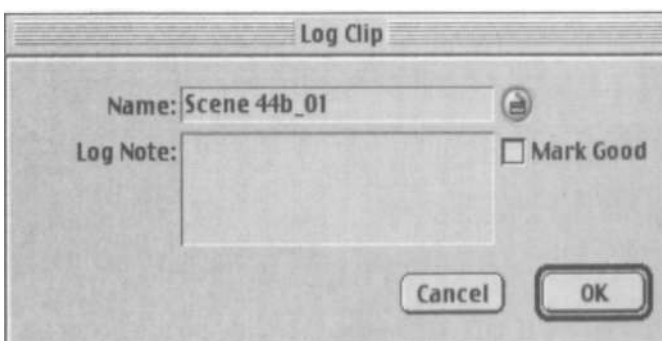 Log Clip
Name: Scene 44b_01
Log Note:
Mark Good
Cancel OK